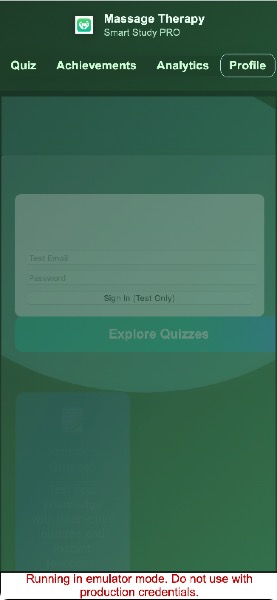 Massage Therapy
Smart Study PRO
Quiz Achievements Analytics Profile
Test Email
Password
Sign In (Test Only)
Explore Quizzes
Running in emulator mode. Do not use with
production credentials.